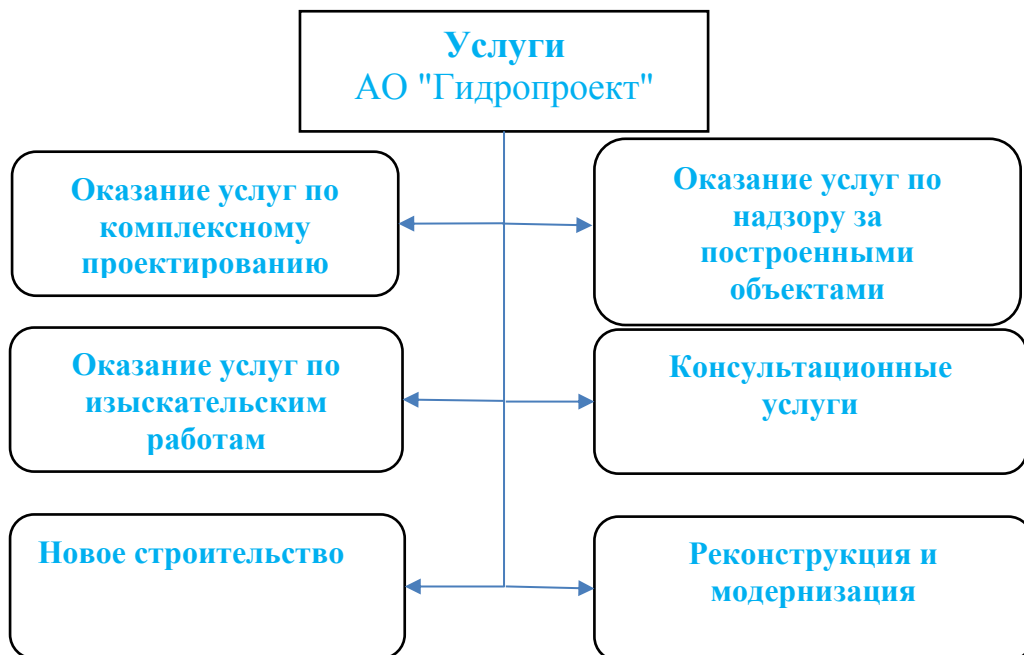 Услуги
АО "Гидропроект"
Оказание услуг по
комплексному
проектированию
Оказание услуг по
надзору за
построенными
объектами
Оказание услуг по
изыскательским
работам
Консультационные
услуги
Новое строительство
Реконструкция и
модернизация